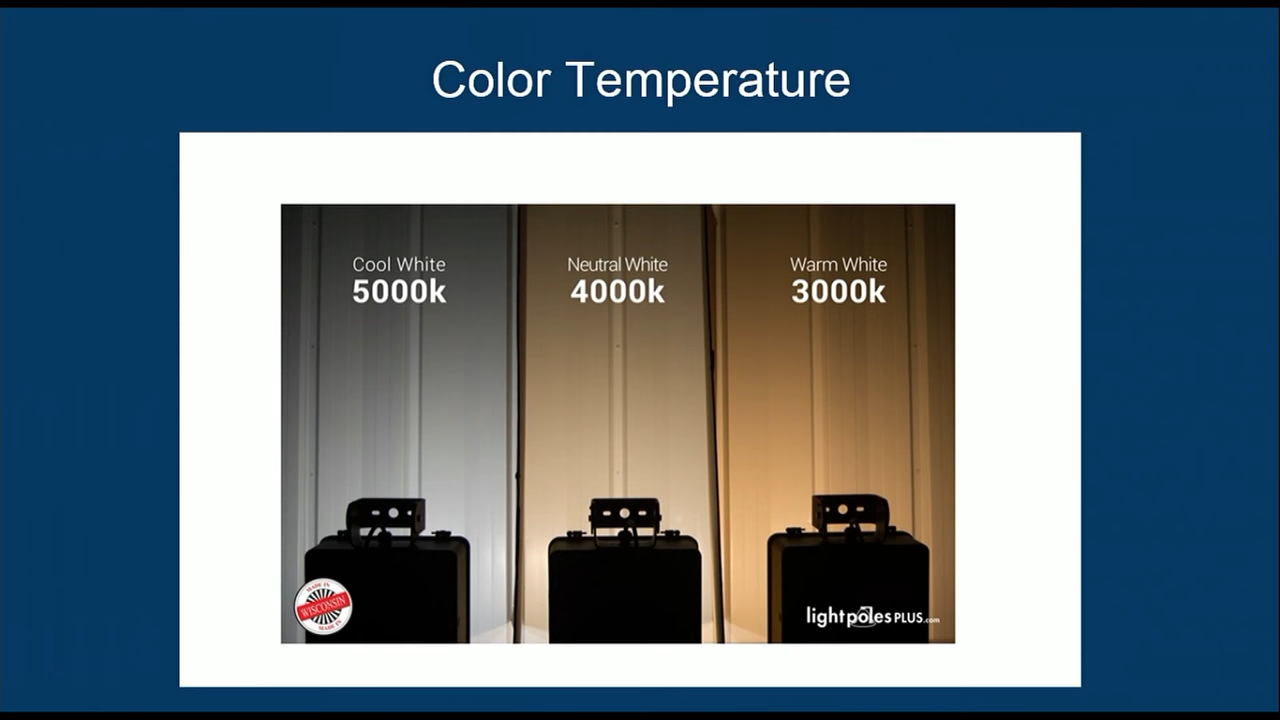 Color Temperature
Cool White
5000k
Neutral White
4000k
Warm White
3000k
MADE IN
WISCONSIN
MADE IN
lightpolesPLUS.com